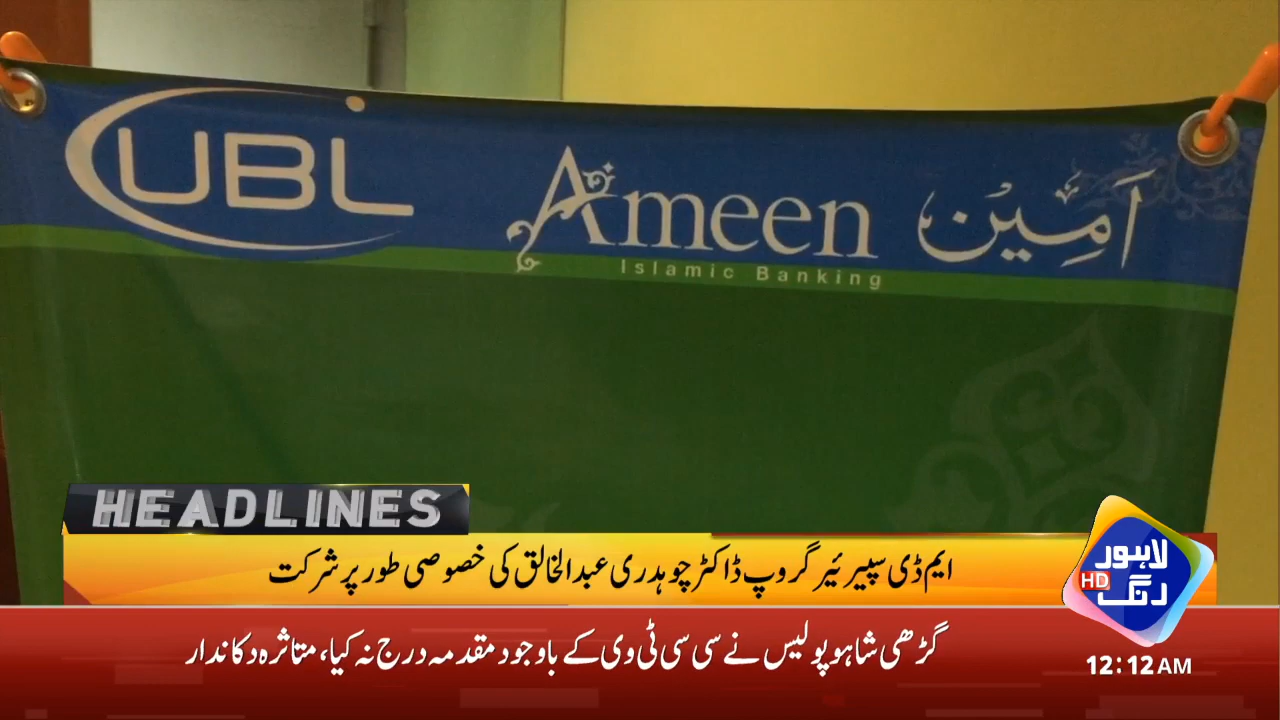 UBL
Ameen
امین
Islamic Banking
HEADLINES
ایم ڈی سپیرئیر گروپ ڈاکٹر چوہدری عبدالخالق کی خصوصی طور پر شرکت
لاہور
HD رنگ
گڑھی شاہو پولیس نے سی سی ٹی وی کے باوجود مقدمہ درج نہ کیا، متاثرہ دکاندار
12:12 AM